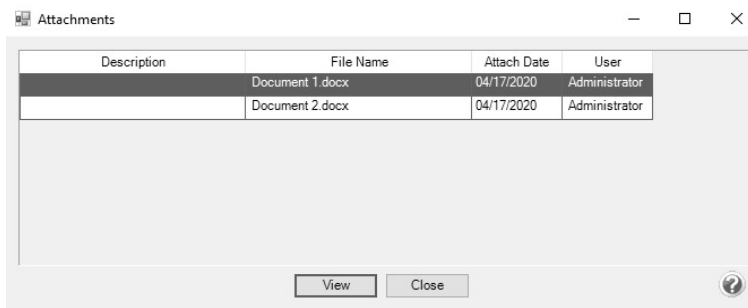 Attachments
Description File Name Attach Date User
Document 1.docx 04/17/2020 Administrator
Document 2.docx 04/17/2020 Administrator
View Close ?